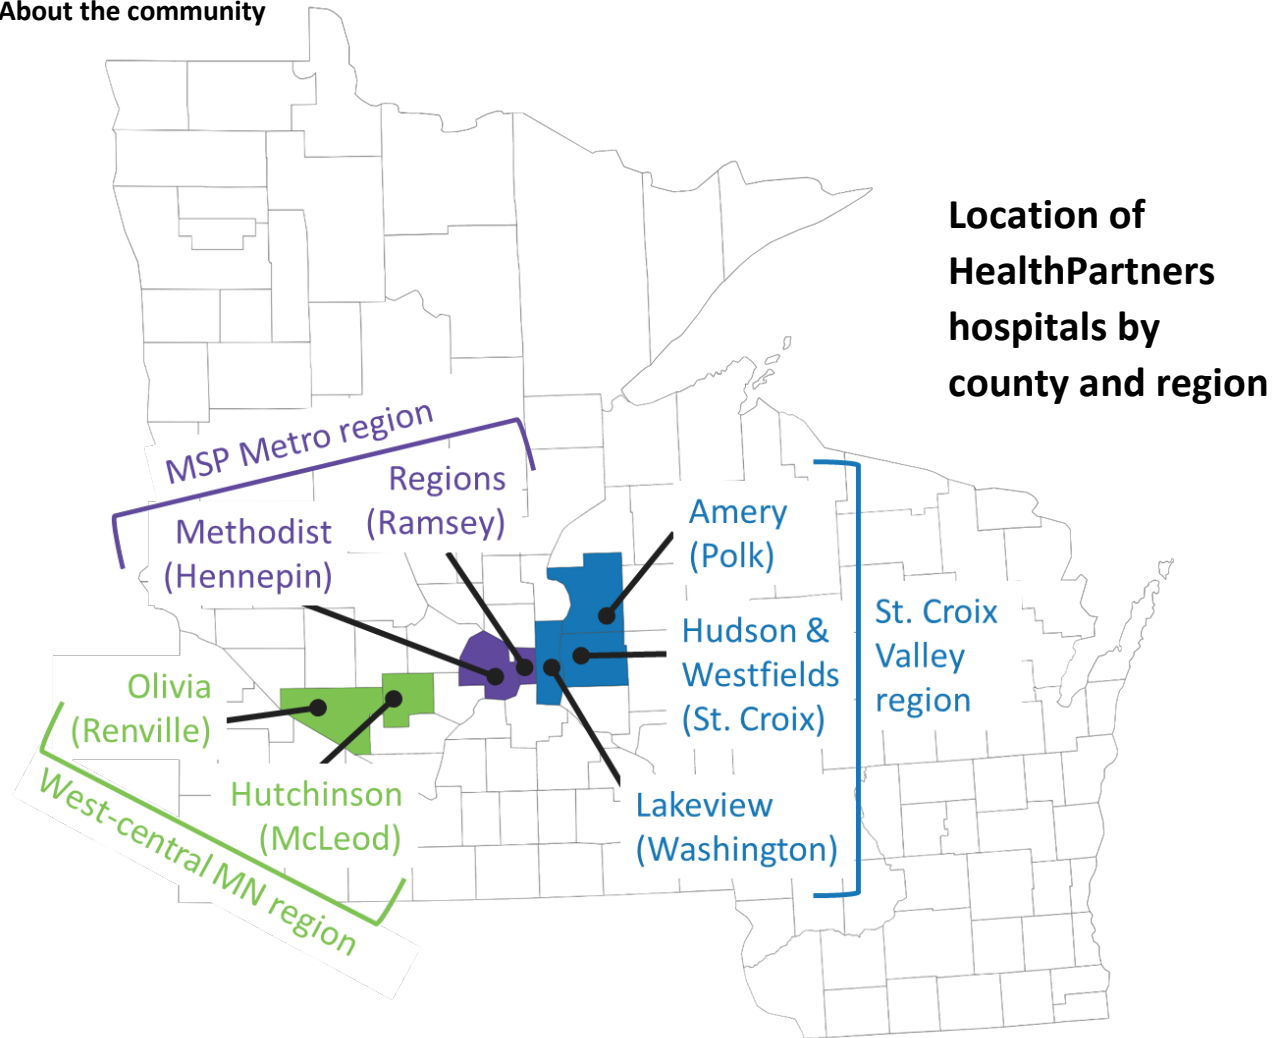 About the community
Location of
HealthPartners
hospitals by
county and region
MSP Metro region
Regions
(Ramsey)
Methodist
(Hennepin)
Amery
(Polk)
Hudson &
Westfields
(St. Croix)
St. Croix
Valley
region
Olivia
(Renville)
Hutchinson
(McLeod)
Lakeview
(Washington)
West-central MN region